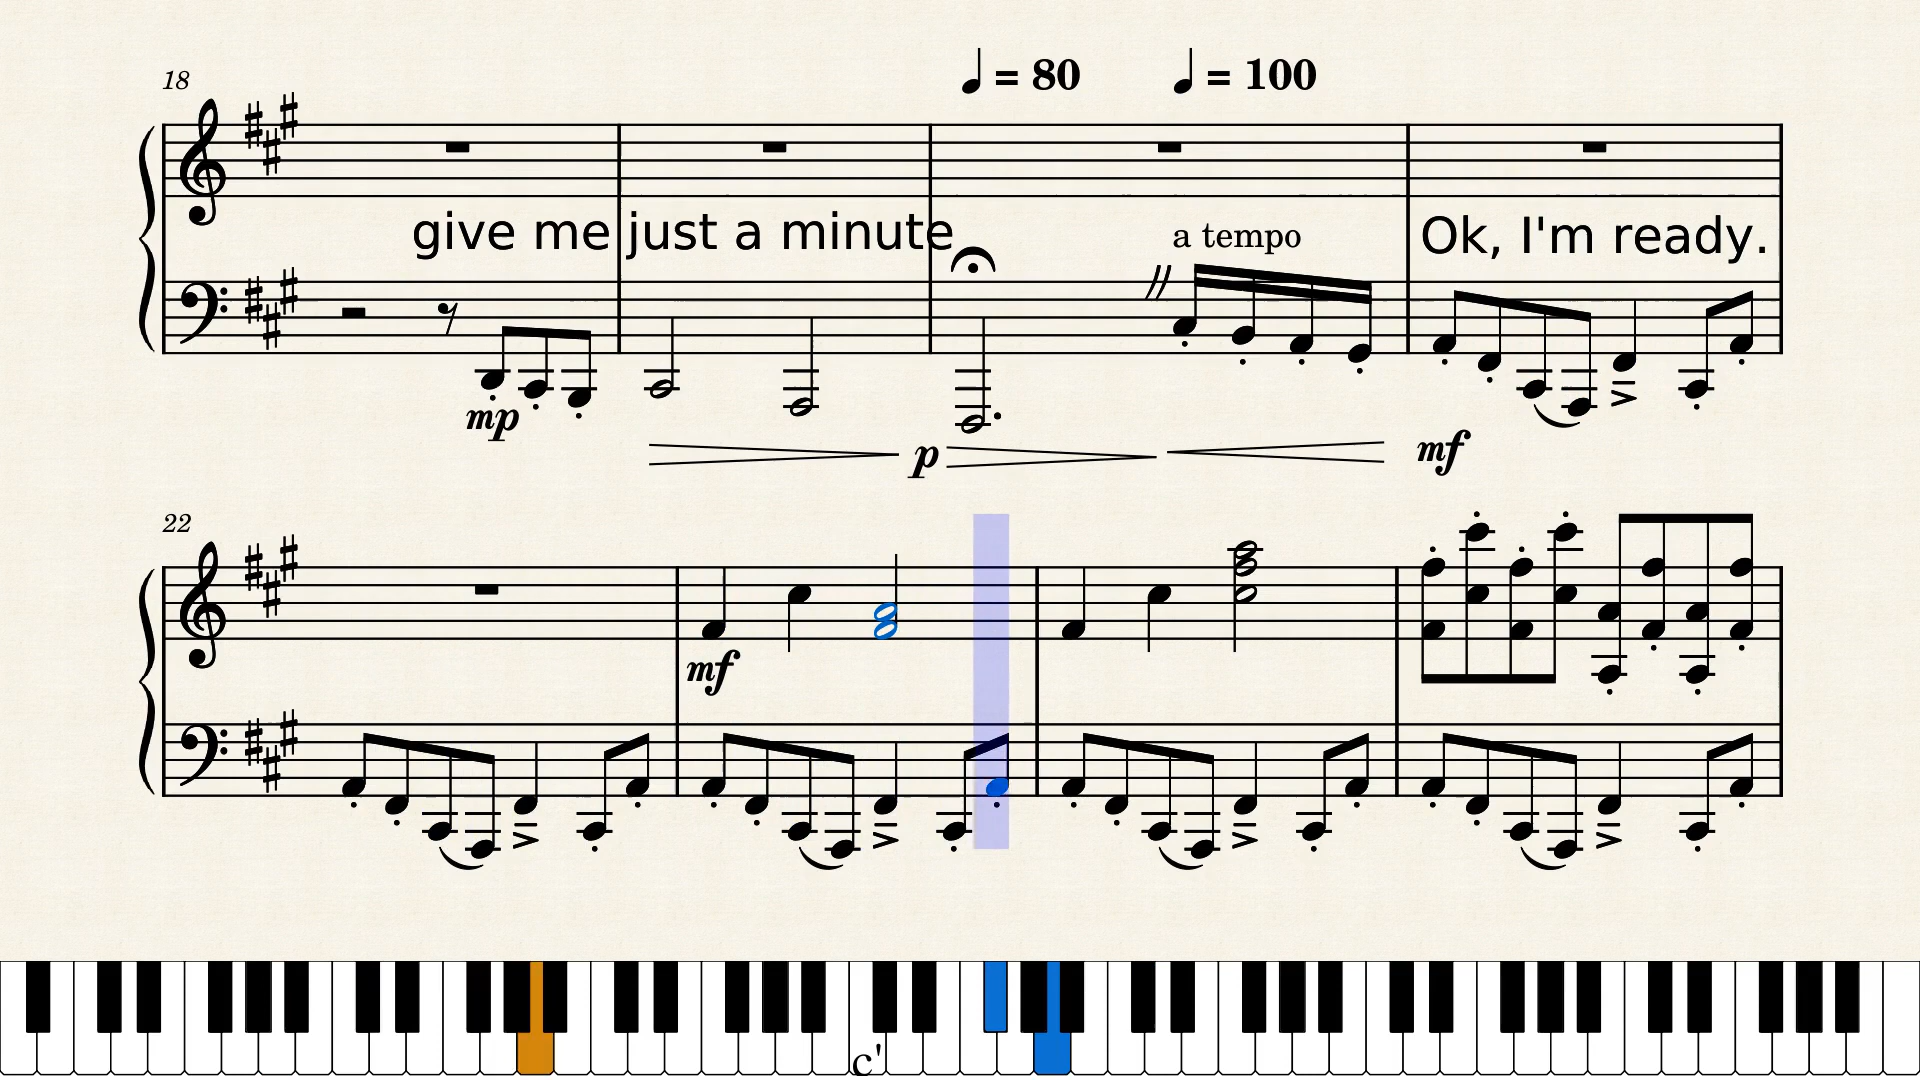 18
= 80 = 100
give me just a minute
a tempo
Ok, I'm ready.
mp
p
mf
22
mf
c'